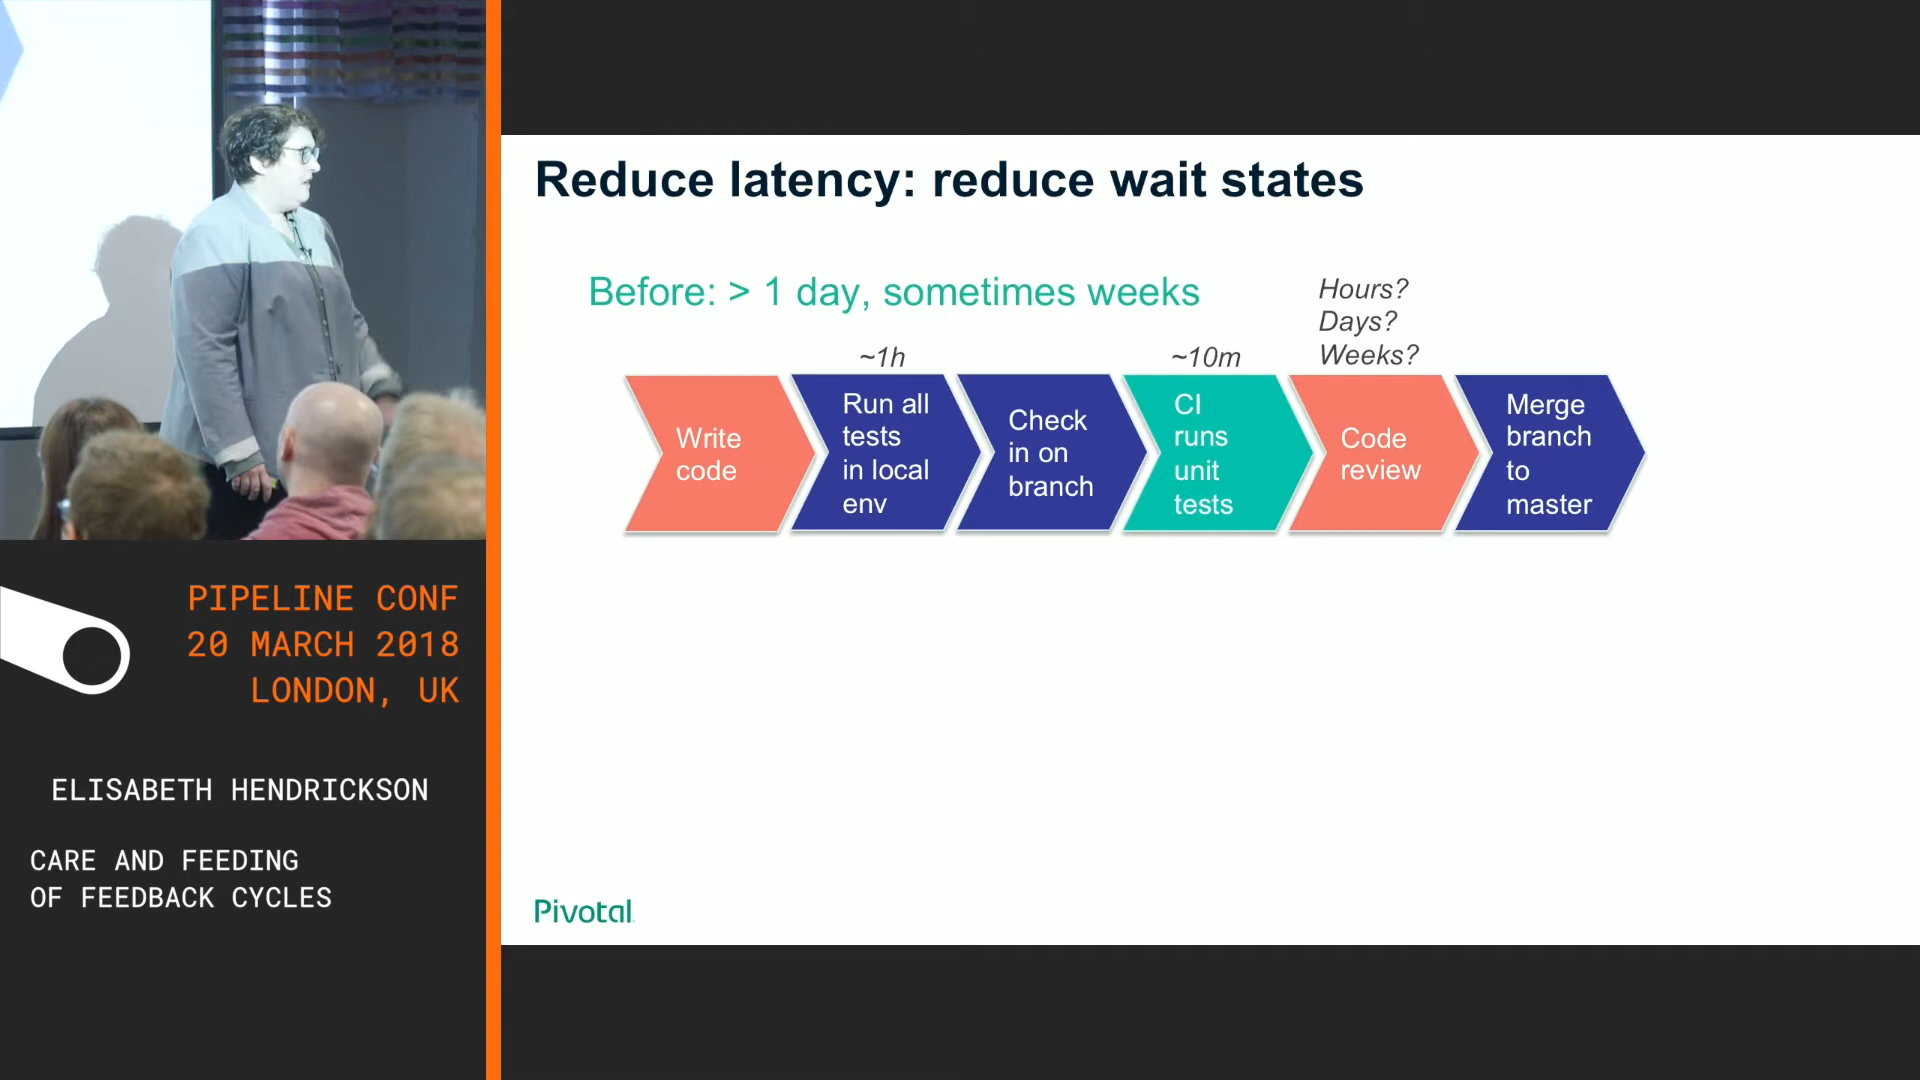 PIPELINE CONF
20 MARCH 2018
LONDON, UK
ELISABETH HENDRICKSON
CARE AND FEEDING
OF FEEDBACK CYCLES
Reduce latency: reduce wait states
Before: > 1 day, sometimes weeks
Hours?
Days?
Weeks?
~1h
~10m
Write
code
Run all
tests
in local
env
Check
in on
branch
CI
runs
unit
tests
Code
review
Merge
branch
to
master
Pivotal